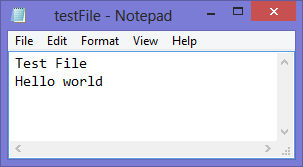 testFile - Notepad
File Edit Format View Help
Test File
Hello world